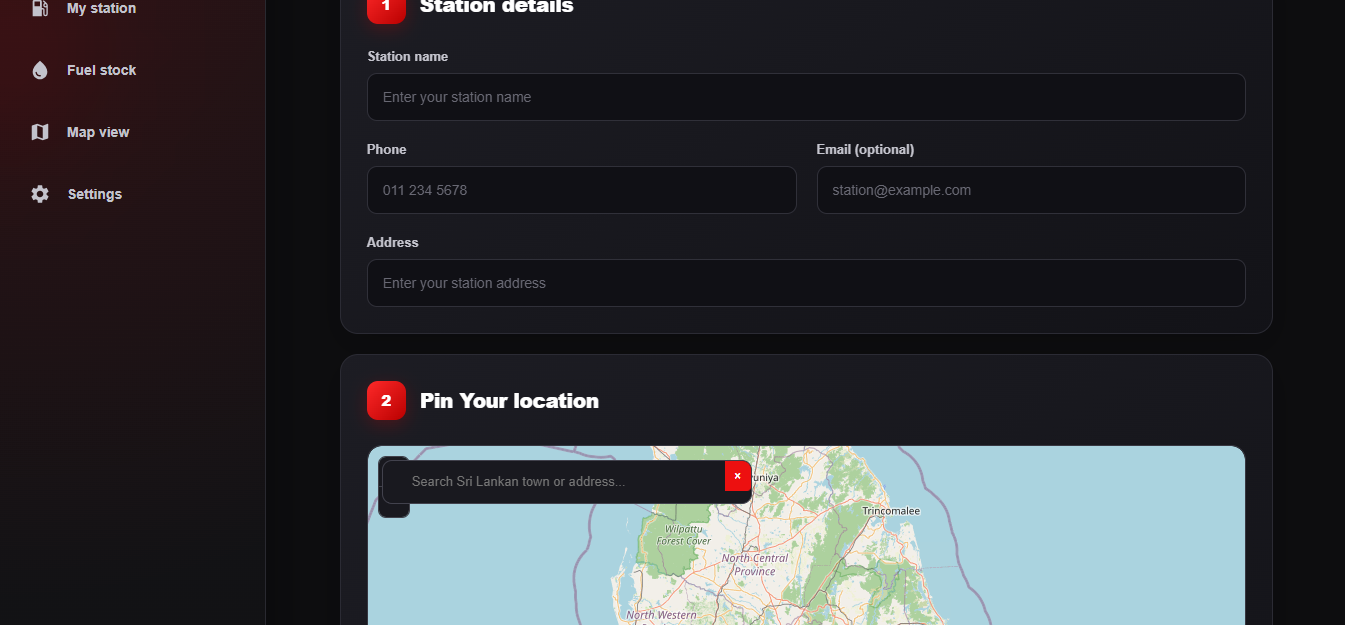 My station
Fuel stock
Map view
Settings
1
Station details
Station name
Enter your station name
Phone
Email (optional)
011 234 5678
station@example.com
Address
Enter your station address
2
Pin Your location
Search Sri Lankan town or address...
×
uniya
Trincomalee
Wilpattu
Forest Cover
North Central
Province
North Western